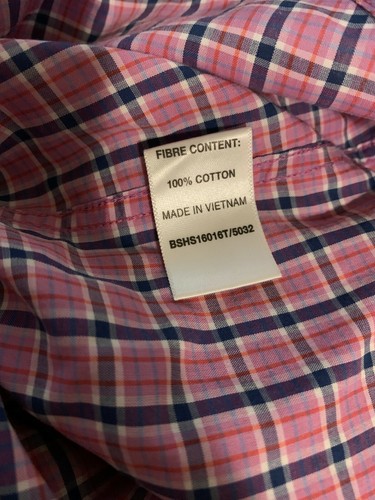 FIBRE CONTENT:
100% COTTON
MADE IN VIETNAM
BSHS16016T/5032